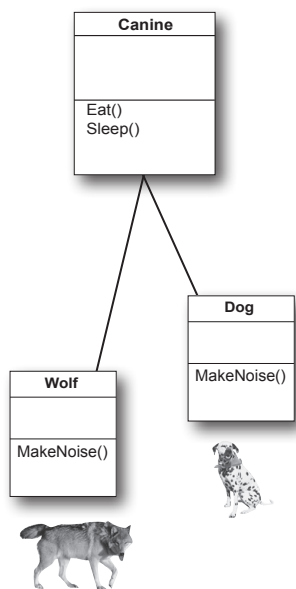 Canine
Eat()
Sleep()
Dog
MakeNoise()
Wolf
MakeNoise()